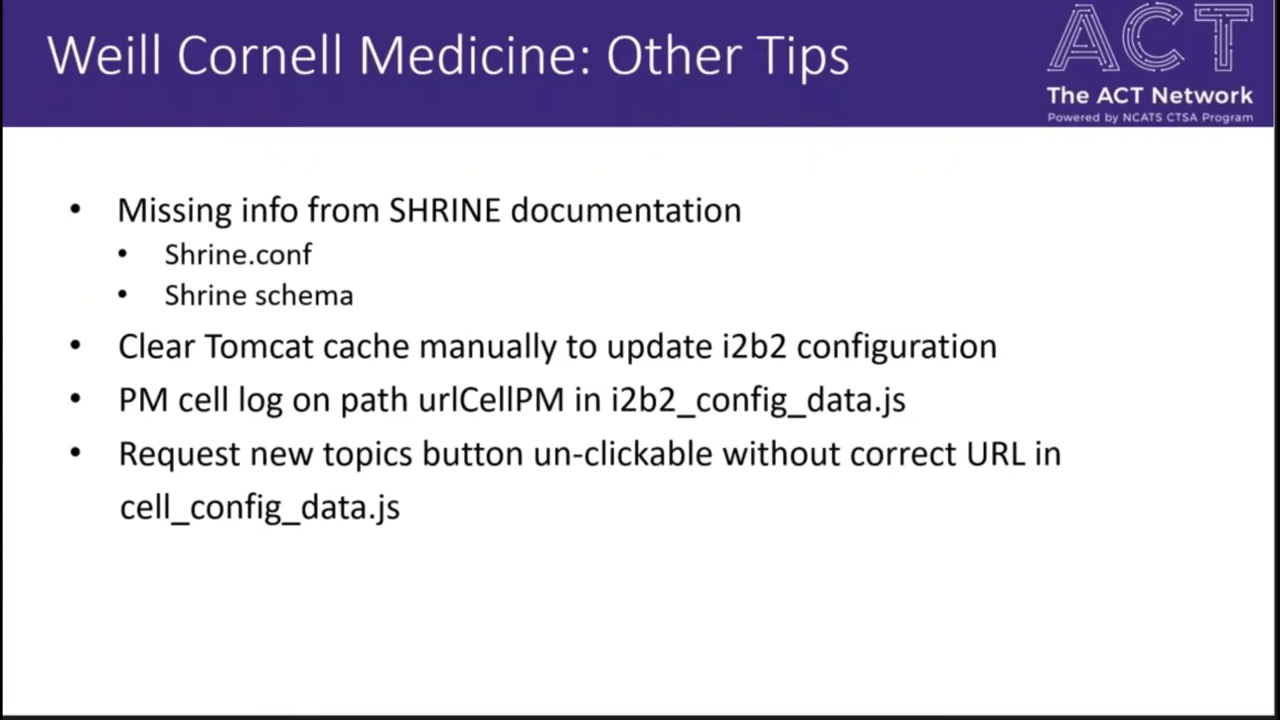 Weill Cornell Medicine: Other Tips
ACT
The ACT Network
Powered by NCATS CTSA Program
• Missing info from SHRINE documentation
• Shrine.conf
• Shrine schema
• Clear Tomcat cache manually to update i2b2 configuration
• PM cell log on path urlCellPM in i2b2_config_data.js
• Request new topics button un-clickable without correct URL in
cell_config_data.js